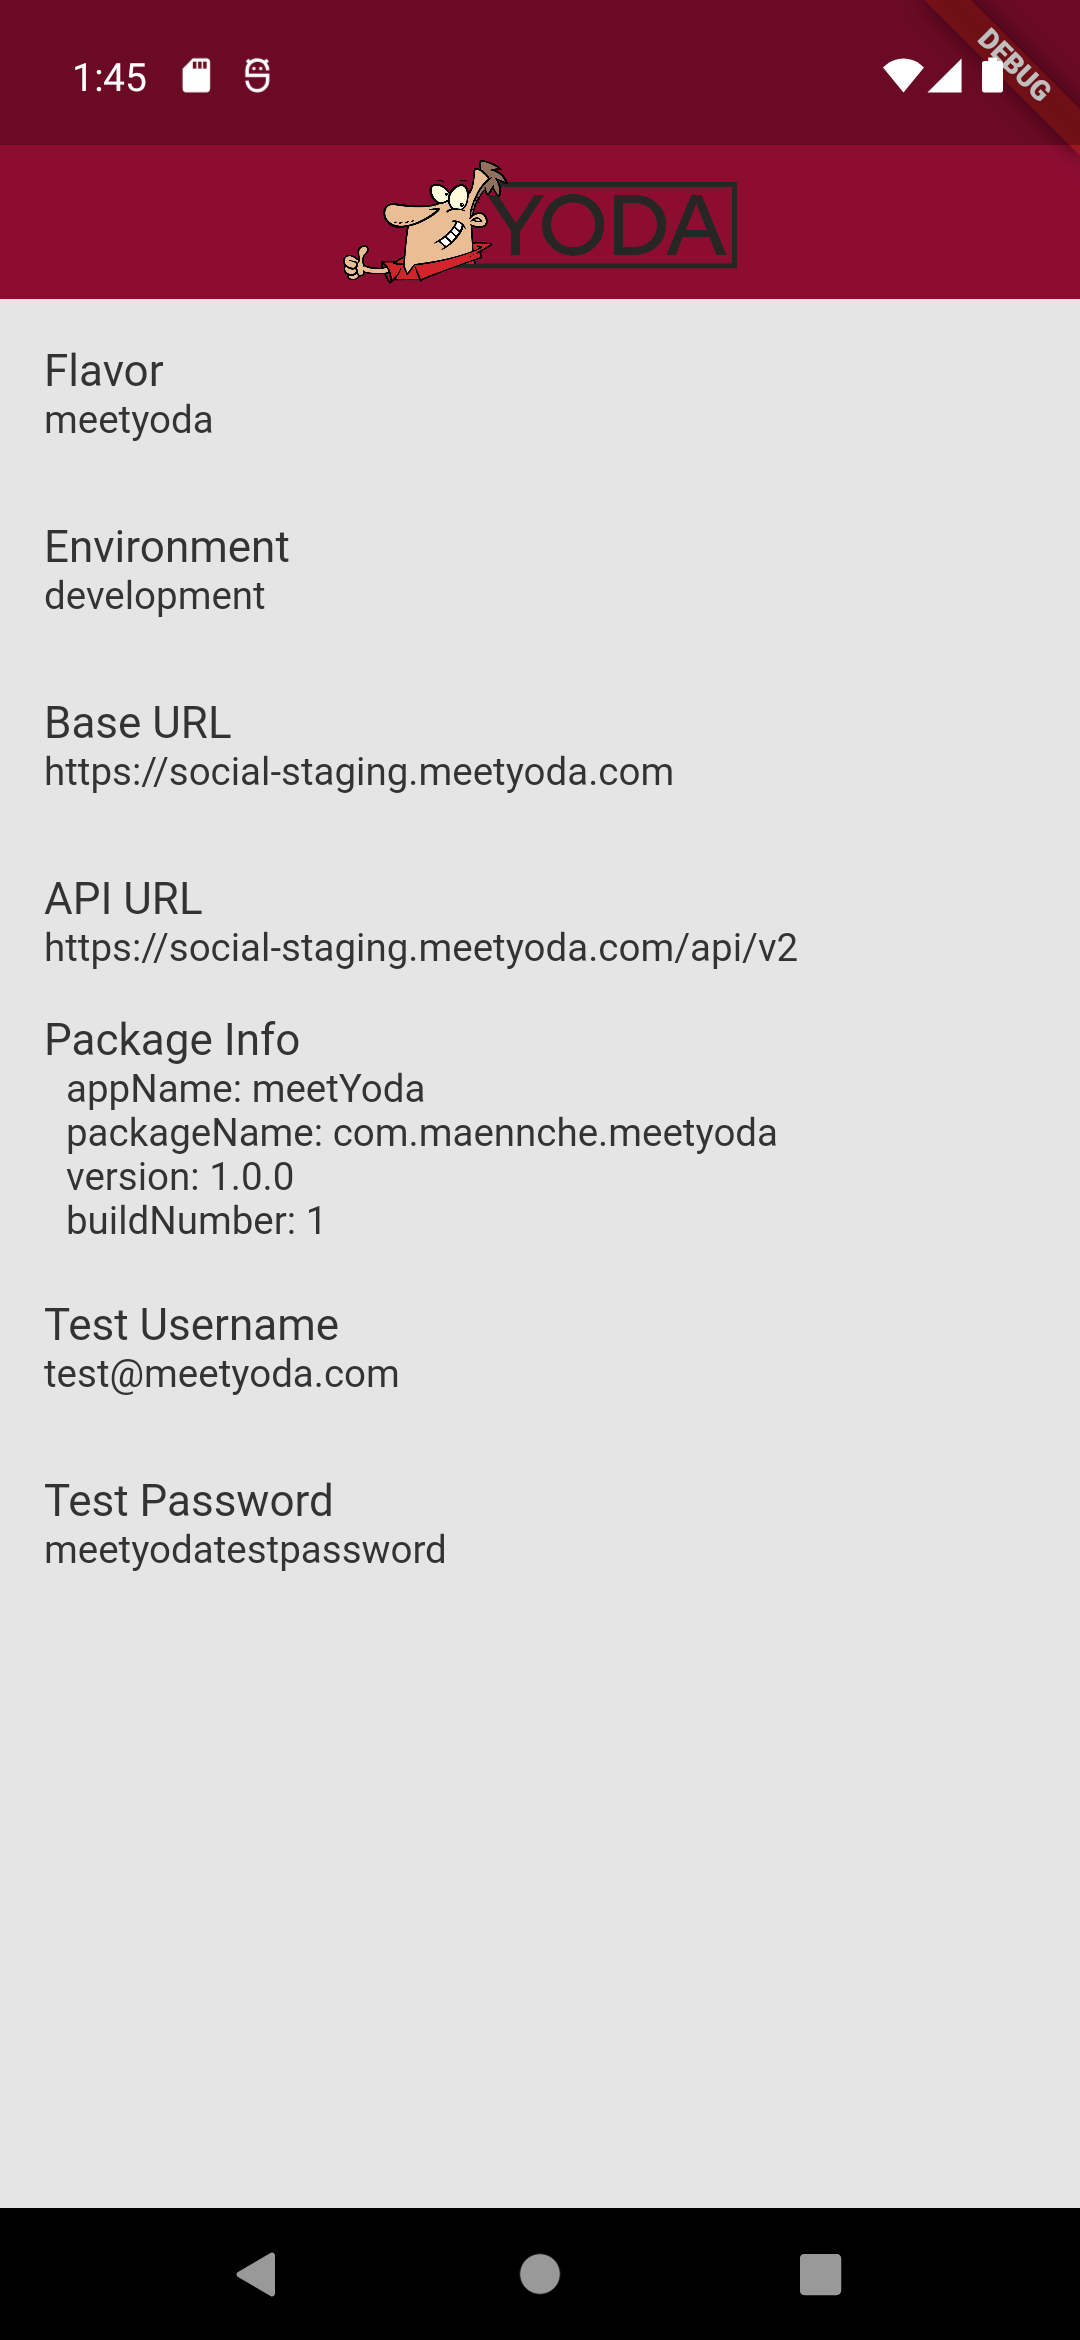 1:45
DEBUG
YODA
Flavor
meetyoda
Environment
development
Base URL
https://social-staging.meetyoda.com
API URL
https://social-staging.meetyoda.com/api/v2
Package Info
appName: meetYoda
packageName: com.maennche.meetyoda
version: 1.0.0
buildNumber: 1
Test Username
test@meetyoda.com
Test Password
meetyodatestpassword